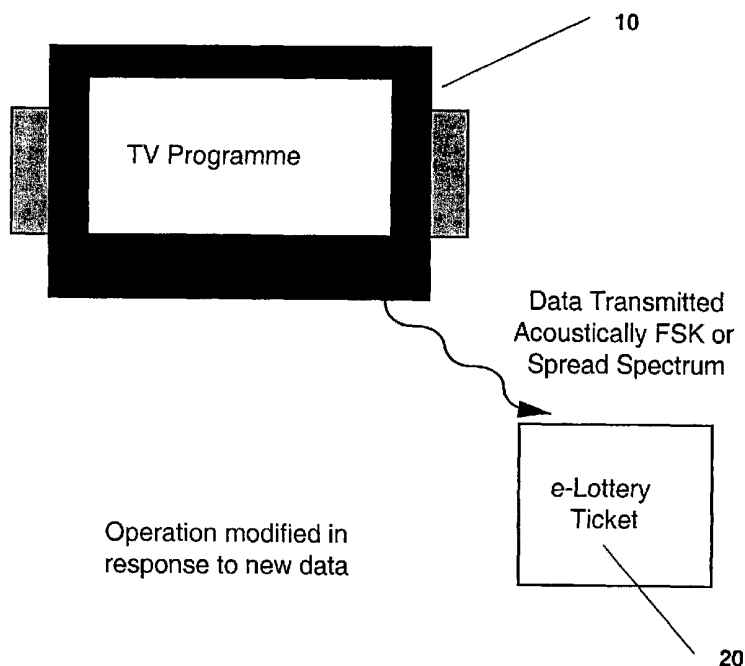 10
TV Programme
Data Transmitted
Acoustically FSK or
Spread Spectrum
e-Lottery
Ticket
Operation modified in
response to new data
20